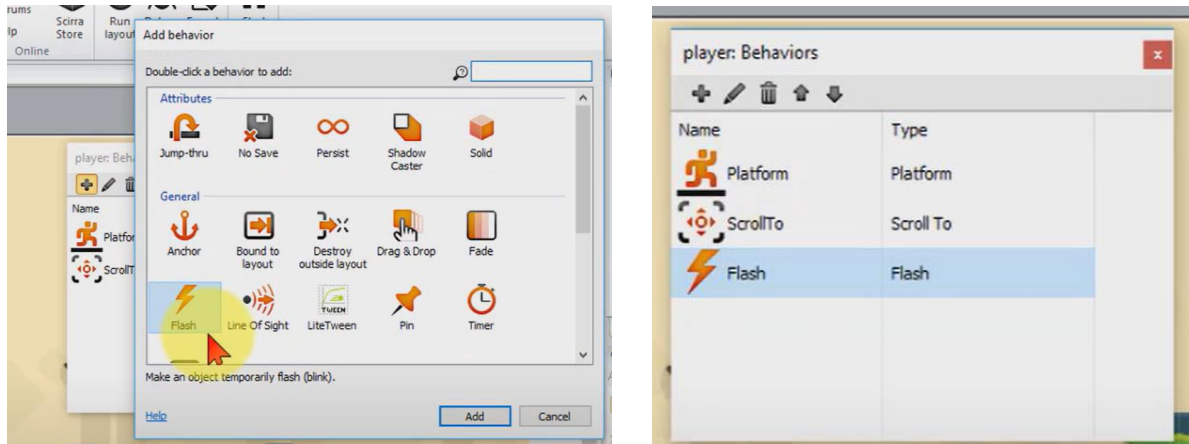 rums
Scirra
Store
Run
layout
Online
Add behavior
Double-click a behavior to add:
Attributes
Jump-thru
No Save
Persist
Shadow
Caster
Solid
General
Anchor
Bound to
layout
Destroy
outside layout
Drag & Drop
Fade
TWEEN
Flash
Line Of Sight
LiteTween
Pin
Timer
Make an object temporarily flash (blink).
Help
Add
Cancel
player: Beh
Name
Platfor
ScrollT
player: Behaviors
x
Name Type
Platform Platform
ScrollTo Scroll To
Flash Flash